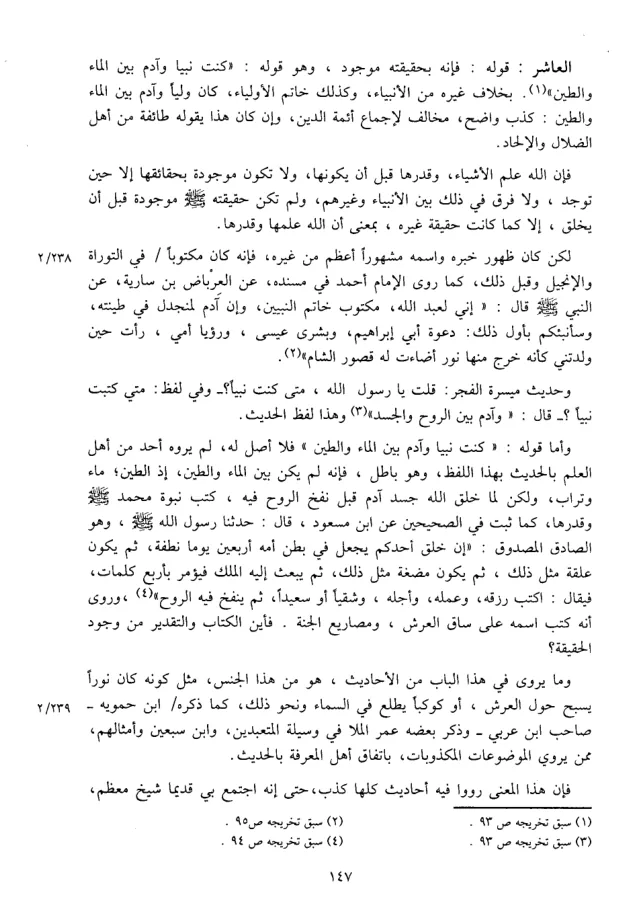 العاشر : قوله : فإنه بحقيقته موجود ، وهو قوله : «كنت نبيا وآدم بين الماء
والطين»(١). بخلاف غيره من الأنبياء، وكذلك خاتم الأولياء، كان ولياً وآدم بين الماء
والطين : كذب واضح، مخالف لإجماع أئمة الدين، وإن كان هذا يقوله طائفة من أهل
الضلال والإلحاد.
فإن الله علم الأشياء، وقدرها قبل أن يكونها، ولا تكون موجودة بحقائقها إلا حين
توجد ، ولا فرق في ذلك بين الأنبياء وغيرهم، ولم تكن حقيقته ﷺ موجودة قبل أن
يخلق ، إلا كما كانت حقيقة غيره ، بمعنى أن الله علمها وقدرها.
لكن كان ظهور خبره واسمه مشهوراً أعظم من غيره، فإنه كان مكتوباً / في التوراة ٢/٢٣٨
والإنجيل وقبل ذلك، كما روى الإمام أحمد في مسنده، عن العِرْباض بن سارية، عن
النبي ﷺ قال : « إني لعبد الله، مكتوب خاتم النبيين، وإن آدم لمنجدل في طينته،
وسأنبئكم بأول ذلك: دعوة أبي إبراهيم، وبشرى عيسى ، ورؤيا أمي ، رأت حين
ولدتني كأنه خرج منها نور أضاءت له قصور الشام»(٢).
وحديث ميسرة الفجر: قلت يا رسول الله ، متى كنت نبياً؟ـ وفي لفظ: متي كتبت
نبياً ؟ـ قال : « وآدم بين الروح والجسد»(٣) وهذا لفظ الحديث.
وأما قوله : « كنت نبيا وآدم بين الماء والطين » فلا أصل له، لم يروه أحد من أهل
العلم بالحديث بهذا اللفظ، وهو باطل ، فإنه لم يكن بين الماء والطين، إذ الطين؛ ماء
وتراب، ولكن لما خلق الله جسد آدم قبل نفخ الروح فيه ، كتب نبوة محمد ﷺ
وقدرها، كما ثبت في الصحيحين عن ابن مسعود ، قال : حدثنا رسول الله ﷺ ، وهو
الصادق المصدوق : «إن خلق أحدكم يجعل في بطن أمه أربعين يوما نطفة، ثم يكون
علقة مثل ذلك ، ثم يكون مضغة مثل ذلك، ثم يبعث إليه الملك فيؤمر بأربع كلمات،
فيقال : اكتب رزقه، وعمله، وأجله ، وشقياً أو سعيداً، ثم ينفخ فيه الروح»(٤) ،وروى
أنه كتب اسمه على ساق العرش ، ومصاريع الجنة . فأين الكتاب والتقدير من وجود
الحقيقة؟
وما يروى في هذا الباب من الأحاديث ، هو من هذا الجنس، مثل كونه كان نوراً
يسبح حول العرش ، أو كوكباً يطلع في السماء ونحو ذلك، كما ذكره/ ابن حمويه ـ ٢/٢٣٩
صاحب ابن عربي ـ وذكر بعضه عمر الملا في وسيلة المتعبدين، وابن سبعين وأمثالهم،
ممن يروي الموضوعات المكذوبات، باتفاق أهل المعرفة بالحديث.
فإن هذا المعنى رووا فيه أحاديث كلها كذب،حتى إنه اجتمع بي قديما شيخ معظم،
(١) سبق تخريجه ص ٩٣ . (٢) سبق تخريجه ص٩٥ .
(٣) سبق تخريجه ص ٩٣ . (٤) سبق تخريجه ص ٩٤ .
١٤٧